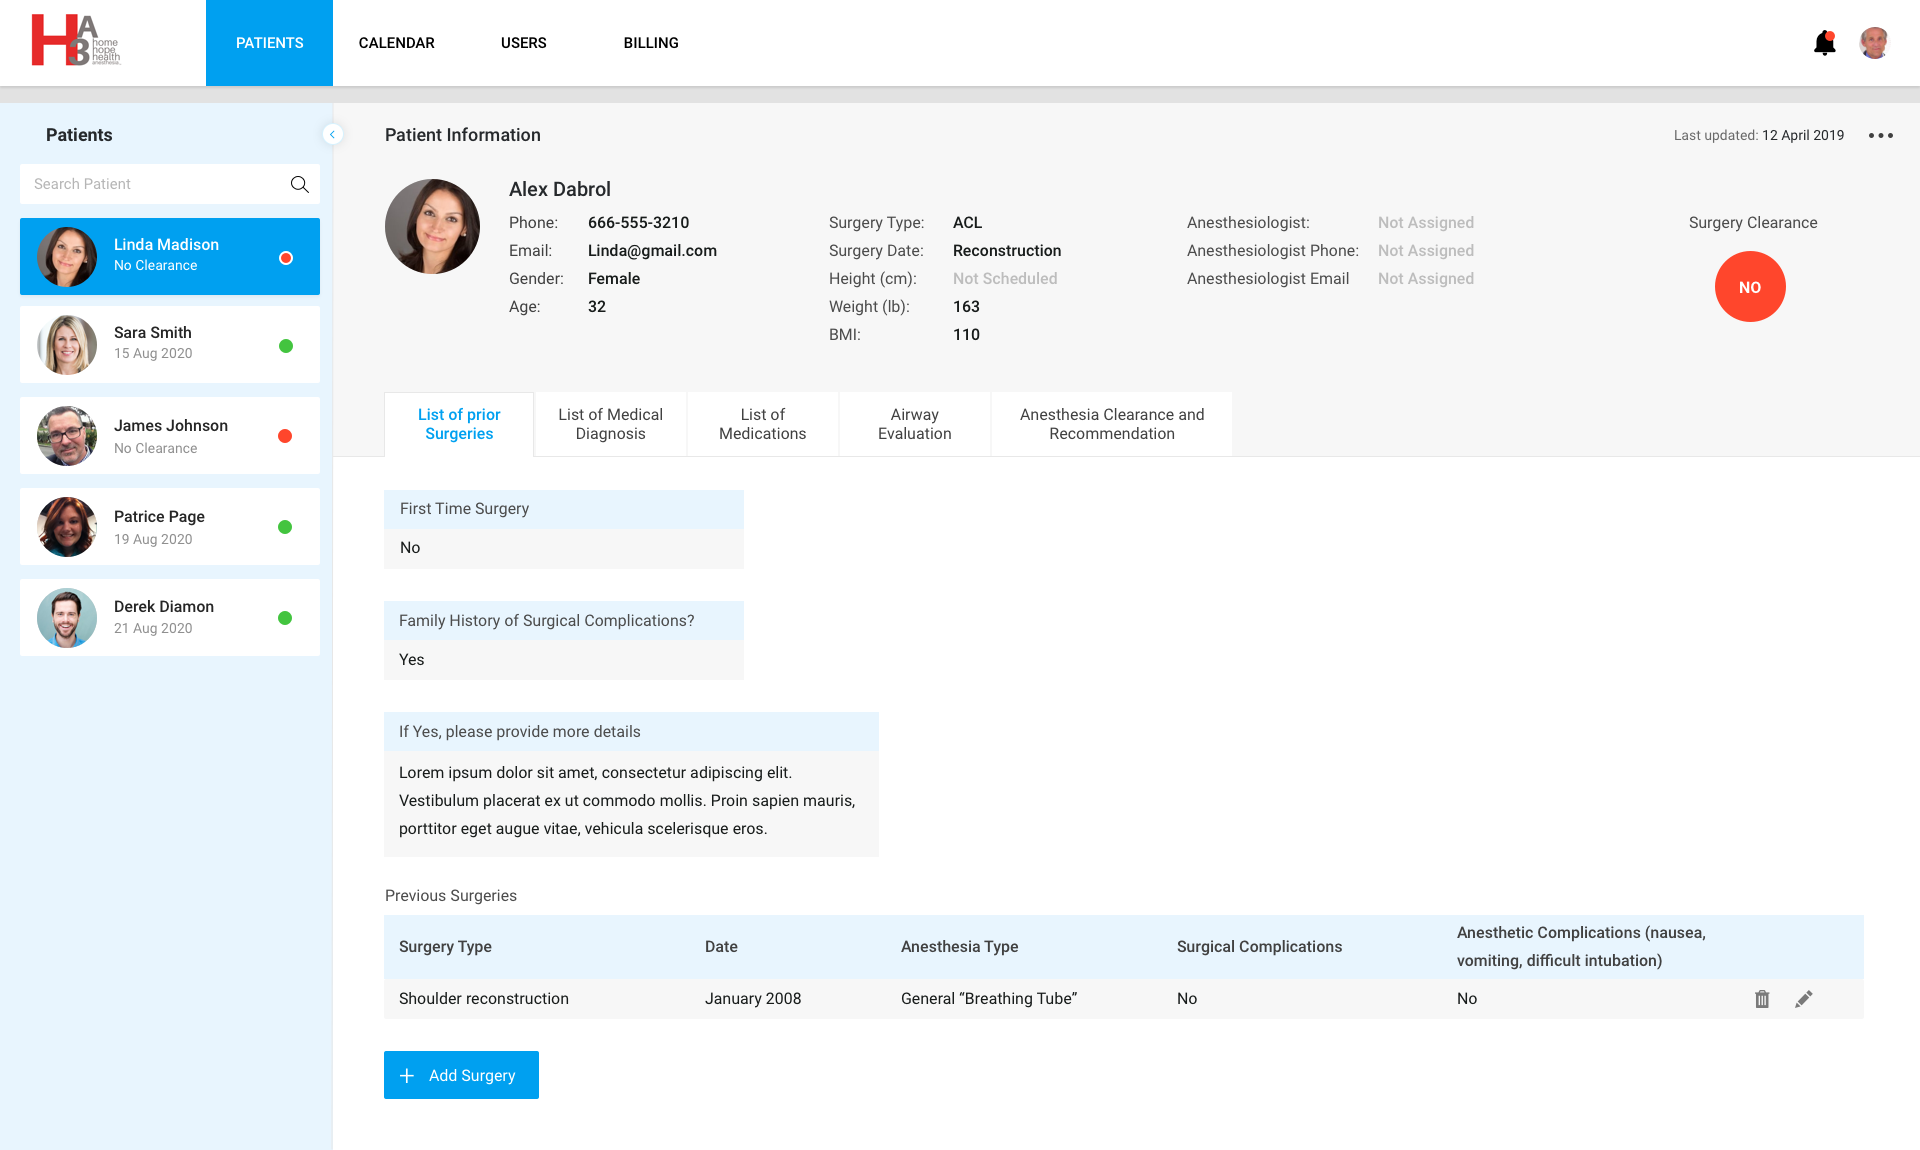 HA3 home hope health anesthesia
PATIENTS
CALENDAR
USERS
BILLING
Patients
Search Patient
Linda Madison
No Clearance
Sara Smith
15 Aug 2020
James Johnson
No Clearance
Patrice Page
19 Aug 2020
Derek Diamon
21 Aug 2020
Patient Information
Last updated: 12 April 2019
Alex Dabrol
Phone: 666-555-3210
Email: Linda@gmail.com
Gender: Female
Age: 32
Surgery Type: ACL
Surgery Date: Reconstruction
Height (cm): Not Scheduled
Weight (lb): 163
BMI: 110
Anesthesiologist: Not Assigned
Anesthesiologist Phone: Not Assigned
Anesthesiologist Email Not Assigned
Surgery Clearance
NO
List of prior
Surgeries
List of Medical
Diagnosis
List of
Medications
Airway
Evaluation
Anesthesia Clearance and
Recommendation
First Time Surgery
No
Family History of Surgical Complications?
Yes
If Yes, please provide more details
Lorem ipsum dolor sit amet, consectetur adipiscing elit.
Vestibulum placerat ex ut commodo mollis. Proin sapien mauris,
porttitor eget augue vitae, vehicula scelerisque eros.
Previous Surgeries
Surgery Type
Date
Anesthesia Type
Surgical Complications
Anesthetic Complications (nausea,
vomiting, difficult intubation)
Shoulder reconstruction
January 2008
General “Breathing Tube”
No
No
Add Surgery